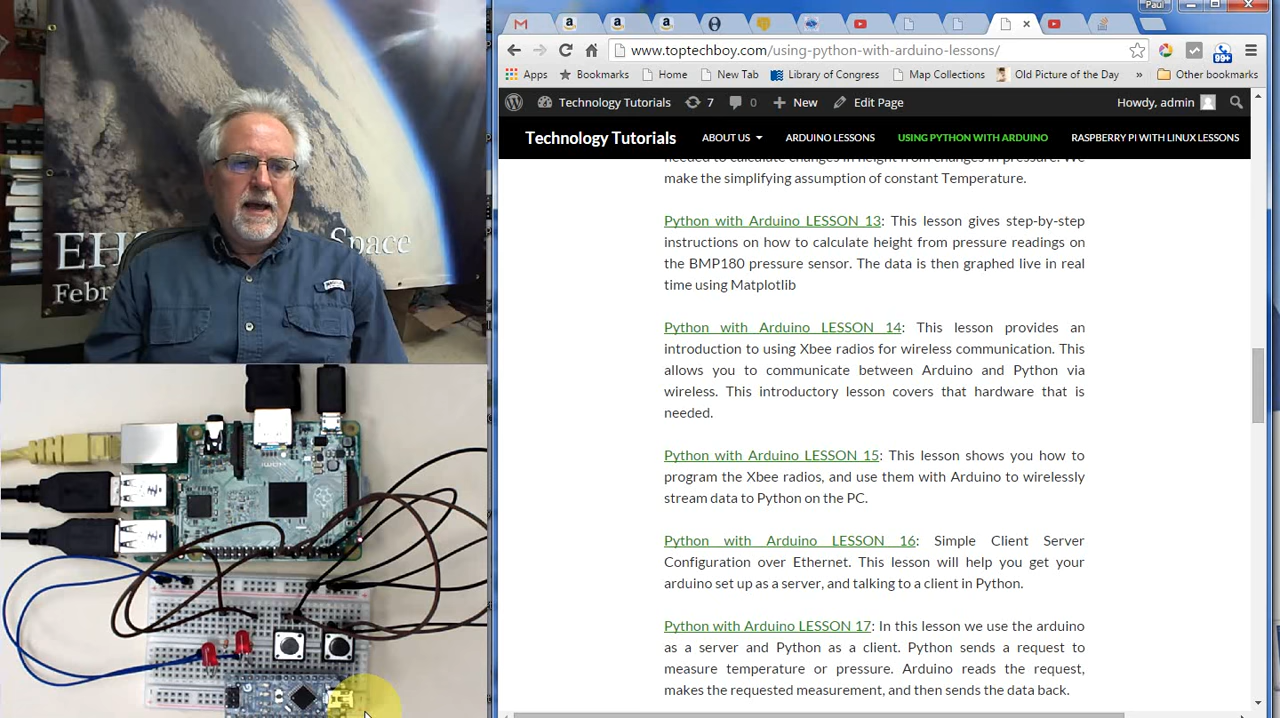 EH
Space
Febr
Paul
www.toptechboy.com/using-python-with-arduino-lessons/
99+
Apps Bookmarks Home New Tab Library of Congress Map Collections Old Picture of the Day » Other bookmarks
Technology Tutorials 7 0 New Edit Page Howdy, admin
Technology Tutorials ABOUT US ARDUINO LESSONS USING PYTHON WITH ARDUINO RASPBERRY PI WITH LINUX LESSONS
needed to calculate changes in height from changes in pressure. We
make the simplifying assumption of constant Temperature.
Python with Arduino LESSON 13: This lesson gives step-by-step
instructions on how to calculate height from pressure readings on
the BMP180 pressure sensor. The data is then graphed live in real
time using Matplotlib
Python with Arduino LESSON 14: This lesson provides an
introduction to using Xbee radios for wireless communication. This
allows you to communicate between Arduino and Python via
wireless. This introductory lesson covers that hardware that is
needed.
Python with Arduino LESSON 15: This lesson shows you how to
program the Xbee radios, and use them with Arduino to wirelessly
stream data to Python on the PC.
Python with Arduino LESSON 16: Simple Client Server
Configuration over Ethernet. This lesson will help you get your
arduino set up as a server, and talking to a client in Python.
Python with Arduino LESSON 17: In this lesson we use the arduino
as a server and Python as a client. Python sends a request to
measure temperature or pressure. Arduino reads the request,
makes the requested measurement, and then sends the data back.